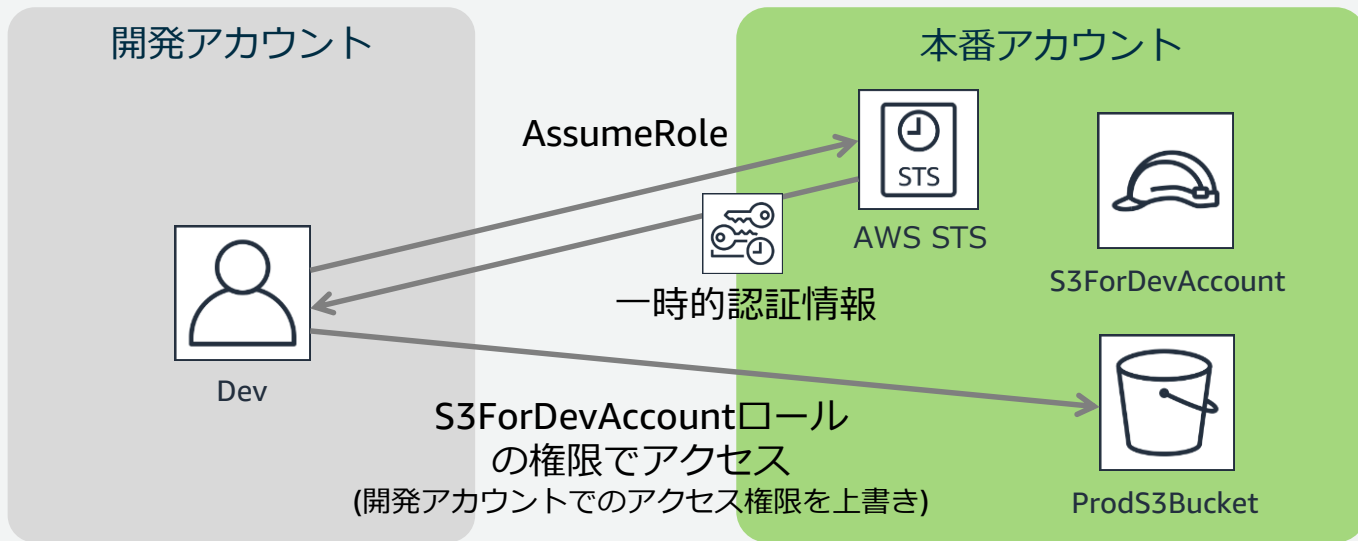 開発アカウント
本番アカウント
AssumeRole
STS
AWS STS
S3ForDevAccount
一時的認証情報
Dev
S3ForDevAccountロール
の権限でアクセス
(開発アカウントでのアクセス権限を上書き)
ProdS3Bucket